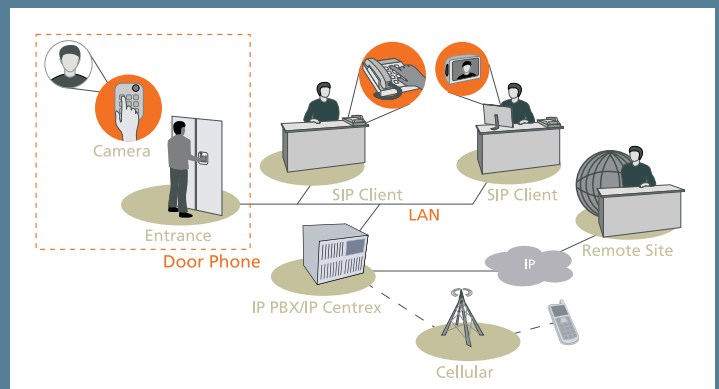 Camera
Entrance
Door Phone
SIP Client
SIP Client
LAN
Remote Site
IP
IP PBX/IP Centrex
Cellular